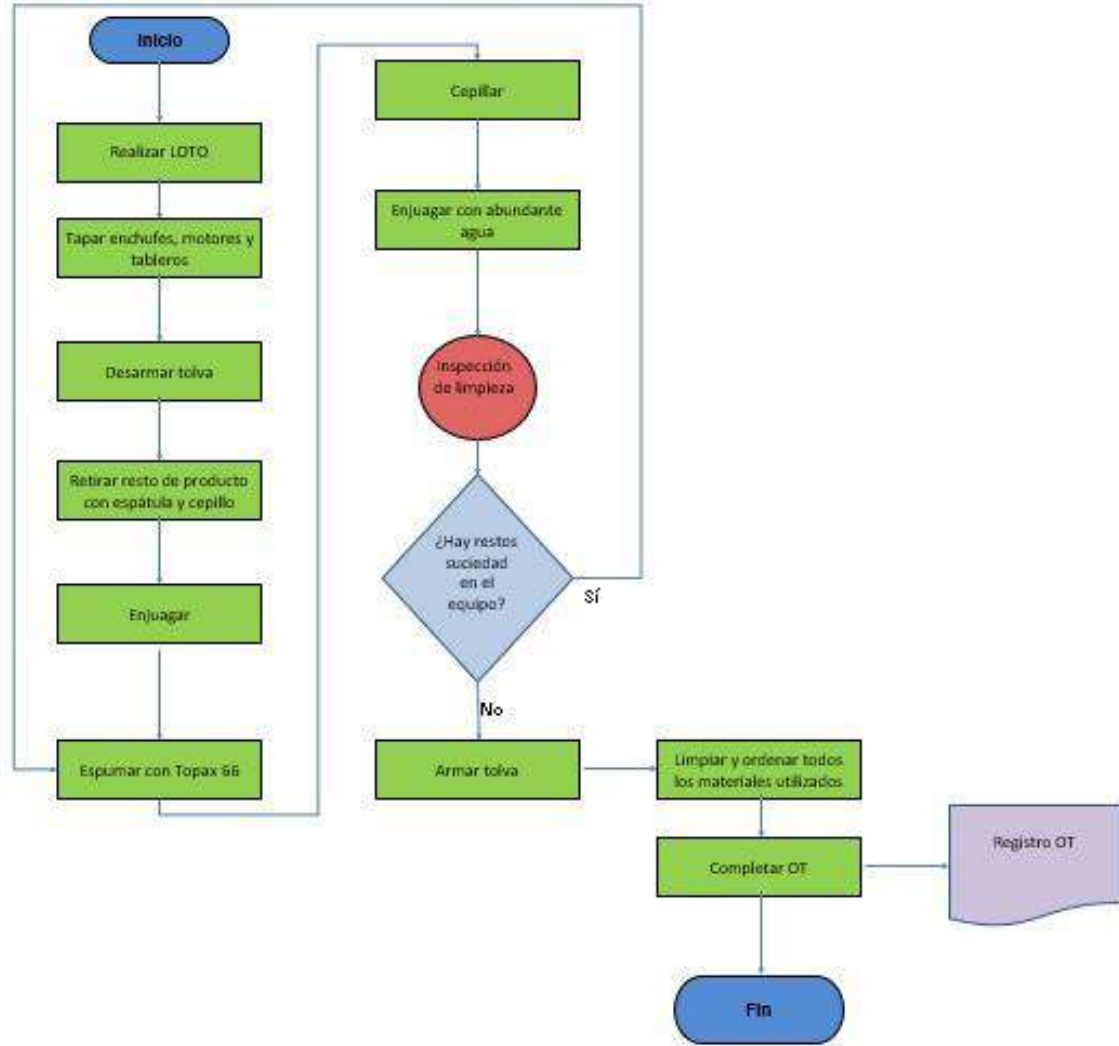 Inicio
Realizar LOTO
Tapar enchufes, motores y
tableros
Desarmar tolva
Retirar resto de producto
con espátula y cepillo
Enjuagar
Espumar con Topax 66
Cepillar
Enjuagar con abundante
agua
Inspección
de limpieza
¿Hay restos
suciedad
en el
equipo?
Sí
No
Armar tolva
Limpiar y ordenar todos
los materiales utilizados
Completar OT
Registro OT
Fin